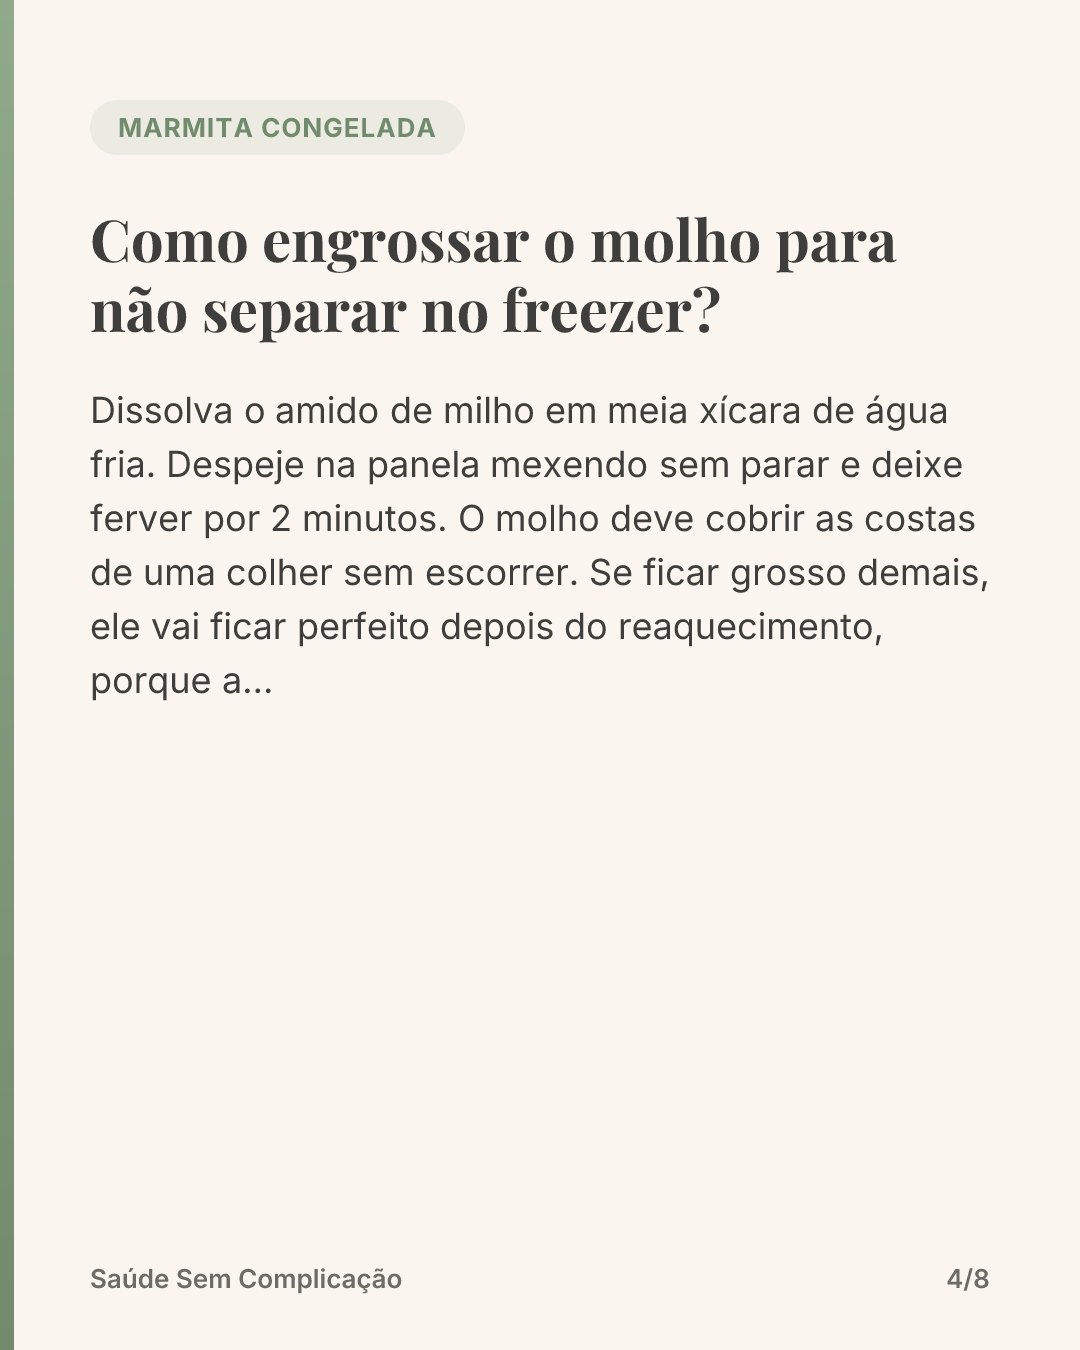 MARMITA CONGELADA
Como engrossar o molho para
não separar no freezer?
Dissolva o amido de milho em meia xícara de água
fria. Despeje na panela mexendo sem parar e deixe
ferver por 2 minutos. O molho deve cobrir as costas
de uma colher sem escorrer. Se ficar grosso demais,
ele vai ficar perfeito depois do reaquecimento,
porque a...
Saúde Sem Complicação
4/8